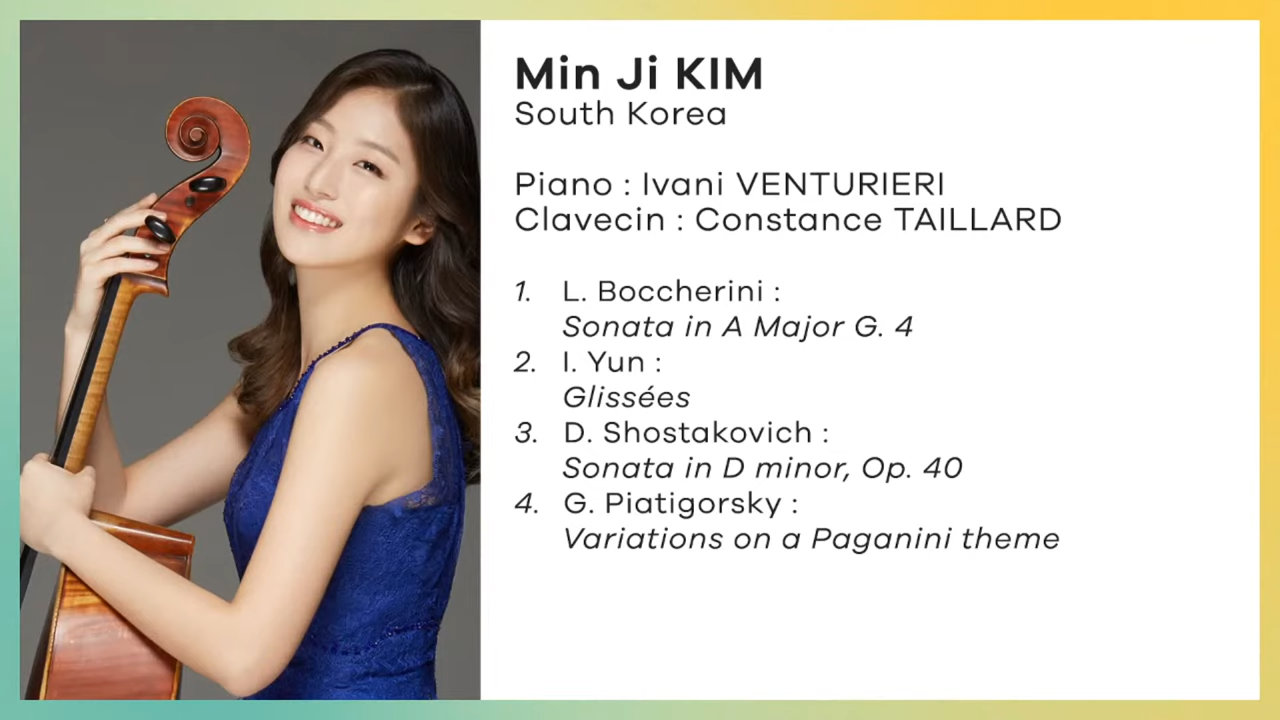 Min Ji KIM
South Korea
Piano : Ivani VENTURIERI
Clavecin : Constance TAILLARD
1. L. Boccherini :
Sonata in A Major G. 4
2. I. Yun :
Glissées
3. D. Shostakovich :
Sonata in D minor, Op. 40
4. G. Piatigorsky :
Variations on a Paganini theme